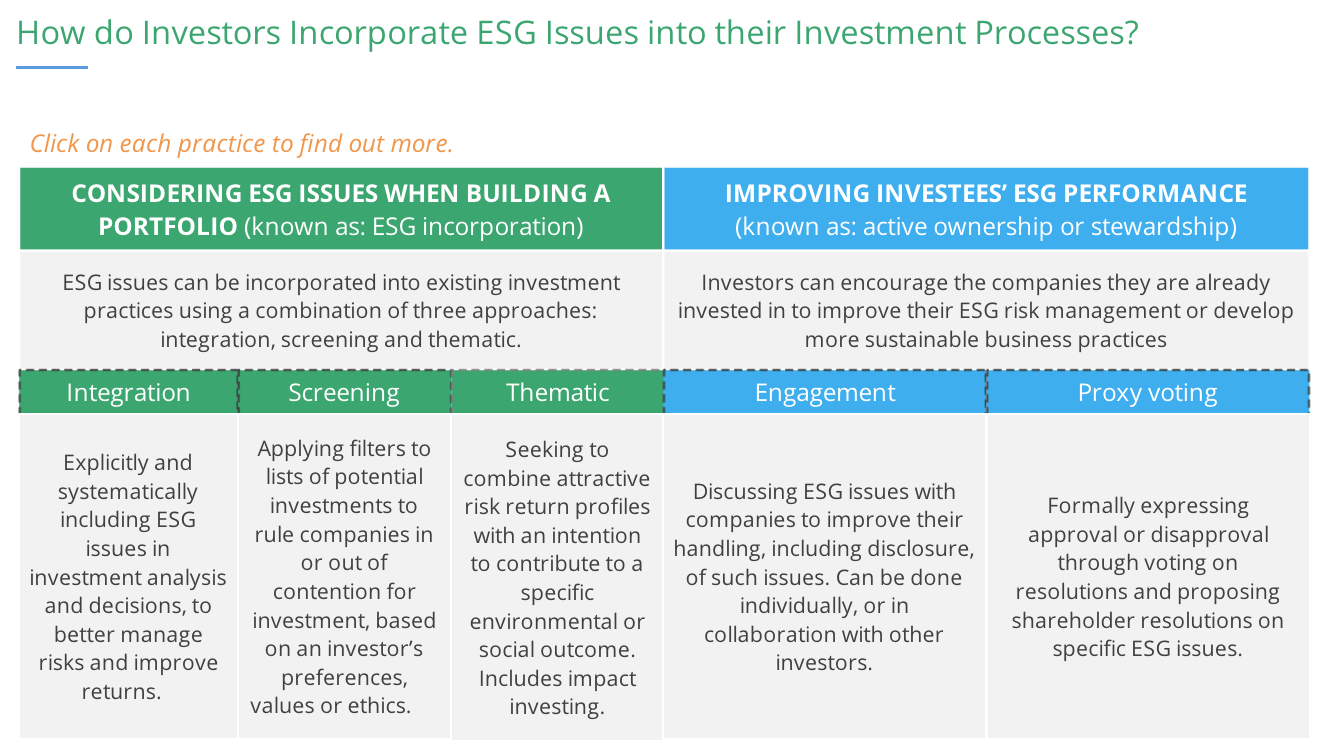 How do Investors Incorporate ESG Issues into their Investment Processes?
Click on each practice to find out more.
CONSIDERING ESG ISSUES WHEN BUILDING A
PORTFOLIO (known as: ESG incorporation)
IMPROVING INVESTEES’ ESG PERFORMANCE
(known as: active ownership or stewardship)
ESG issues can be incorporated into existing investment
practices using a combination of three approaches:
integration, screening and thematic.
Investors can encourage the companies they are already
invested in to improve their ESG risk management or develop
more sustainable business practices
Integration
Screening
Thematic
Engagement
Proxy voting
Explicitly and
systematically
including ESG
issues in
investment analysis
and decisions, to
better manage
risks and improve
returns.
Applying filters to
lists of potential
investments to
rule companies in
or out of
contention for
investment, based
on an investor’s
preferences,
values or ethics.
Seeking to
combine attractive
risk return profiles
with an intention
to contribute to a
specific
environmental or
social outcome.
Includes impact
investing.
Discussing ESG issues with
companies to improve their
handling, including disclosure,
of such issues. Can be done
individually, or in
collaboration with other
investors.
Formally expressing
approval or disapproval
through voting on
resolutions and proposing
shareholder resolutions on
specific ESG issues.